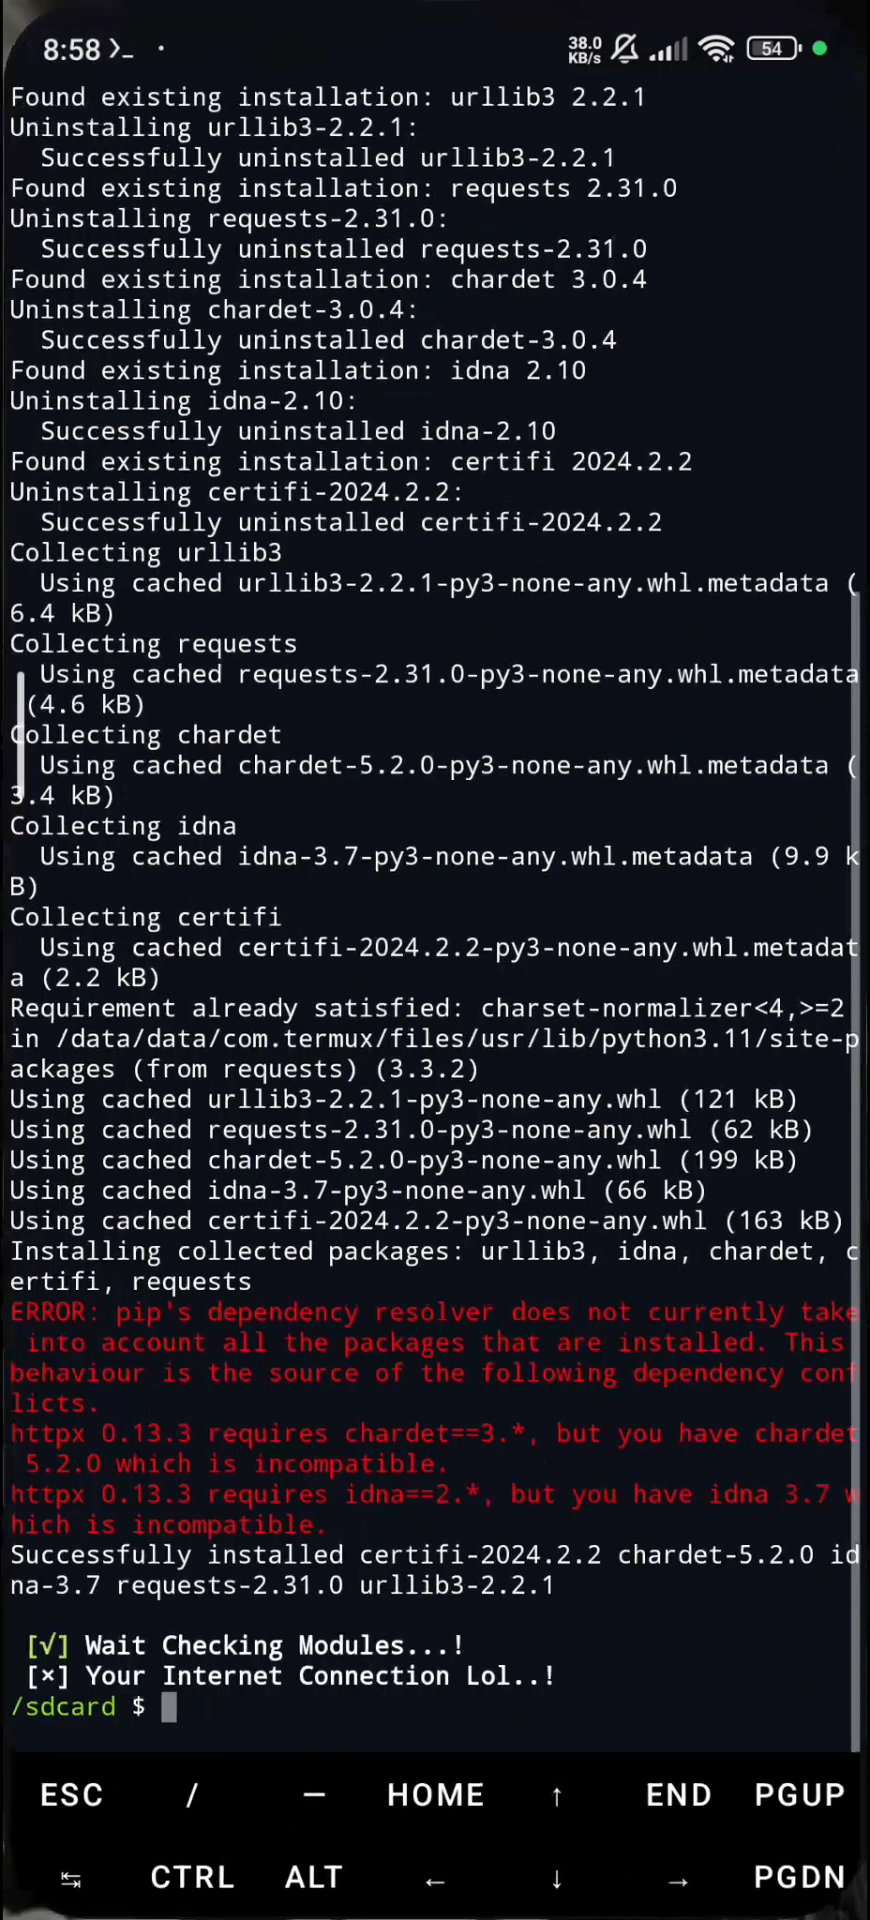 8:58 ❯_ ·
38.0
KB/s
54
Found existing installation: urllib3 2.2.1
Uninstalling urllib3-2.2.1:
  Successfully uninstalled urllib3-2.2.1
Found existing installation: requests 2.31.0
Uninstalling requests-2.31.0:
  Successfully uninstalled requests-2.31.0
Found existing installation: chardet 3.0.4
Uninstalling chardet-3.0.4:
  Successfully uninstalled chardet-3.0.4
Found existing installation: idna 2.10
Uninstalling idna-2.10:
  Successfully uninstalled idna-2.10
Found existing installation: certifi 2024.2.2
Uninstalling certifi-2024.2.2:
  Successfully uninstalled certifi-2024.2.2
Collecting urllib3
  Using cached urllib3-2.2.1-py3-none-any.whl.metadata (
6.4 kB)
Collecting requests
  Using cached requests-2.31.0-py3-none-any.whl.metadata
 (4.6 kB)
Collecting chardet
  Using cached chardet-5.2.0-py3-none-any.whl.metadata (
3.4 kB)
Collecting idna
  Using cached idna-3.7-py3-none-any.whl.metadata (9.9 k
B)
Collecting certifi
  Using cached certifi-2024.2.2-py3-none-any.whl.metadat
a (2.2 kB)
Requirement already satisfied: charset-normalizer<4,>=2
in /data/data/com.termux/files/usr/lib/python3.11/site-p
ackages (from requests) (3.3.2)
Using cached urllib3-2.2.1-py3-none-any.whl (121 kB)
Using cached requests-2.31.0-py3-none-any.whl (62 kB)
Using cached chardet-5.2.0-py3-none-any.whl (199 kB)
Using cached idna-3.7-py3-none-any.whl (66 kB)
Using cached certifi-2024.2.2-py3-none-any.whl (163 kB)
Installing collected packages: urllib3, idna, chardet, c
ertifi, requests
ERROR: pip's dependency resolver does not currently take
 into account all the packages that are installed. This
behaviour is the source of the following dependency conf
licts.
httpx 0.13.3 requires chardet==3.*, but you have chardet
 5.2.0 which is incompatible.
httpx 0.13.3 requires idna==2.*, but you have idna 3.7 w
hich is incompatible.
Successfully installed certifi-2024.2.2 chardet-5.2.0 id
na-3.7 requests-2.31.0 urllib3-2.2.1
[√] Wait Checking Modules...!
[×] Your Internet Connection Lol..!
/sdcard $
ESC / — HOME ↑ END PGUP
↹ CTRL ALT ← ↓ → PGDN